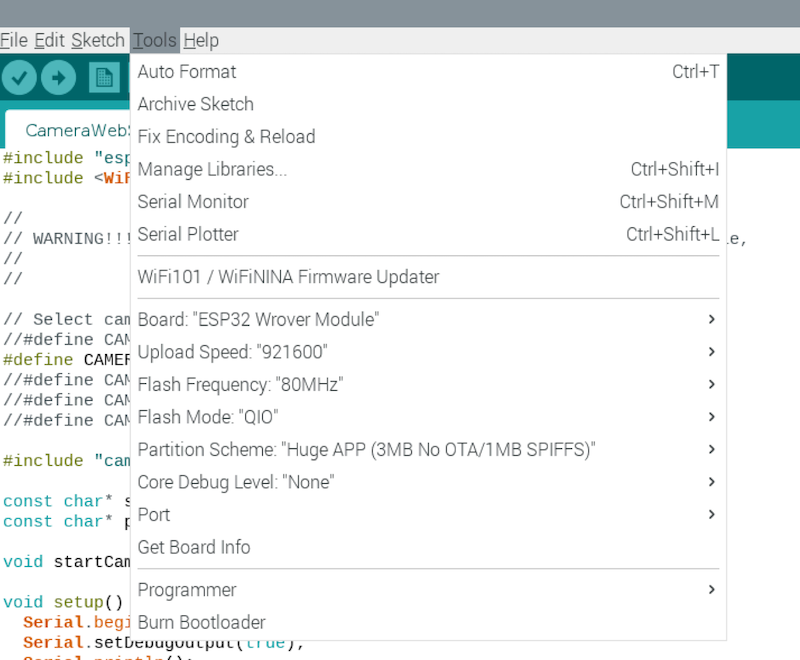 File Edit Sketch Tools Help
Auto Format Ctrl+T
Archive Sketch
Fix Encoding & Reload
Manage Libraries... Ctrl+Shift+I
Serial Monitor Ctrl+Shift+M
Serial Plotter Ctrl+Shift+L
WiFi101 / WiFiNINA Firmware Updater
Board: "ESP32 Wrover Module"
Upload Speed: "921600"
Flash Frequency: "80MHz"
Flash Mode: "QIO"
Partition Scheme: "Huge APP (3MB No OTA/1MB SPIFFS)"
Core Debug Level: "None"
Port
Get Board Info
Programmer
Burn Bootloader
CameraWeb
#include "esp
#include <WiF
//
// WARNING!!! e,
//
//
// Select cam
//#define CAM
#define CAMER
//#define CAM
//#define CAM
//#define CAM
#include "cam
const char* s
const char* p
void startCam
void setup()
Serial.begi
Serial.setDebugOutput(true);
Serial.println();